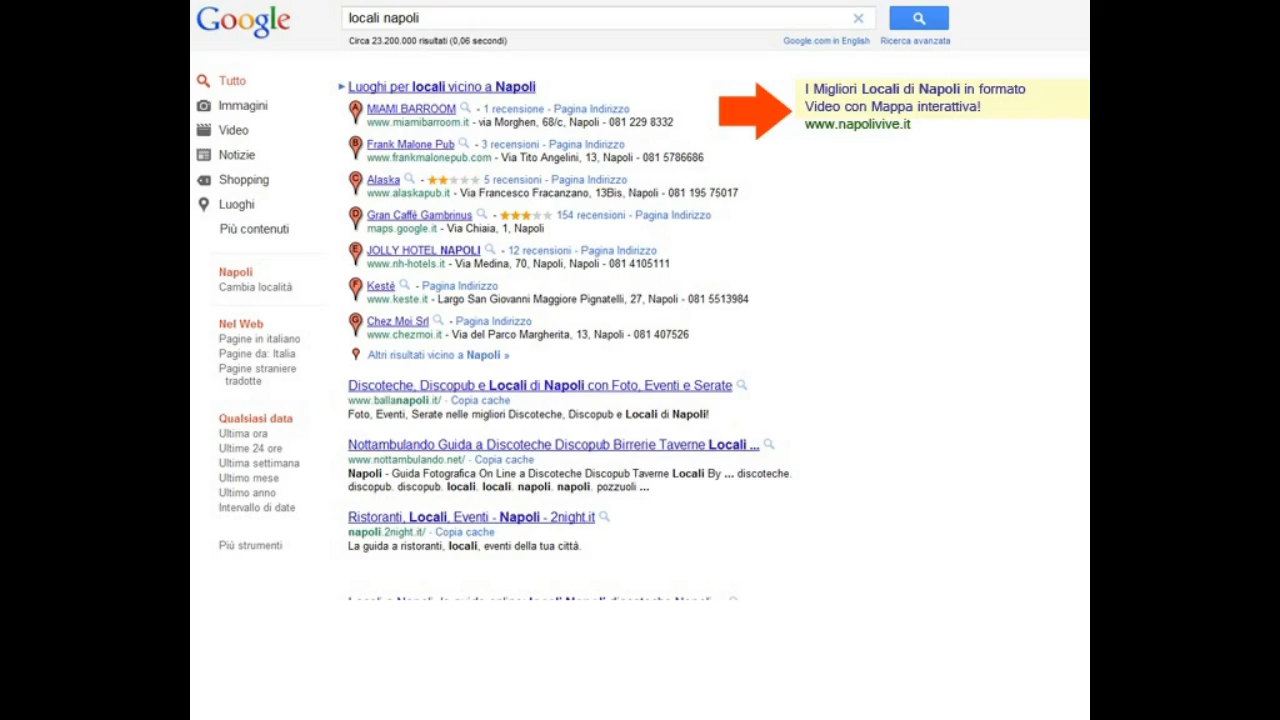 Google
locali napoli
Circa 23.200.000 risultati (0,06 secondi)
Google.com in English
Ricerca avanzata
Tutto
Immagini
Video
Notizie
Shopping
Luoghi
Più contenuti
Napoli
Cambia località
Nel Web
Pagine in italiano
Pagine da: Italia
Pagine straniere
tradotte
Qualsiasi data
Ultima ora
Ultime 24 ore
Ultima settimana
Ultimo mese
Ultimo anno
Intervallo di date
Più strumenti
Luoghi per locali vicino a Napoli
A MIAMI BARROOM - 1 recensione - Pagina Indirizzo
www.miamibarroom.it - via Morghen, 68/c, Napoli - 081 229 8332
B Frank Malone Pub - 3 recensioni - Pagina Indirizzo
www.frankmalonepub.com - Via Tito Angelini, 13, Napoli - 081 5786686
C Alaska - 5 recensioni - Pagina Indirizzo
www.alaskapub.it - Via Francesco Fracanzano, 13Bis, Napoli - 081 195 75017
D Gran Caffè Gambrinus - 154 recensioni - Pagina Indirizzo
maps.google.it - Via Chiaia, 1, Napoli
E JOLLY HOTEL NAPOLI - 12 recensioni - Pagina Indirizzo
www.nh-hotels.it - Via Medina, 70, Napoli, Napoli - 081 4105111
F Kestè - Pagina Indirizzo
www.keste.it - Largo San Giovanni Maggiore Pignatelli, 27, Napoli - 081 5513984
G Chez Moi Srl - Pagina Indirizzo
www.chezmoi.it - Via del Parco Margherita, 13, Napoli - 081 407526
Altri risultati vicino a Napoli »
Discoteche, Discopub e Locali di Napoli con Foto, Eventi e Serate
www.ballanapoli.it/ - Copia cache
Foto, Eventi, Serate nelle migliori Discoteche, Discopub e Locali di Napoli!
Nottambulando Guida a Discoteche Discopub Birrerie Taverne Locali ...
www.nottambulando.net/ - Copia cache
Napoli - Guida Fotografica On Line a Discoteche Discopub Taverne Locali By ... discoteche.
discopub. discopub. locali. locali. napoli. napoli. pozzuoli ...
Ristoranti, Locali, Eventi - Napoli - 2night.it
napoli.2night.it/ - Copia cache
La guida a ristoranti, locali, eventi della tua città.
I Migliori Locali di Napoli in formato
Video con Mappa interattiva!
www.napolivive.it